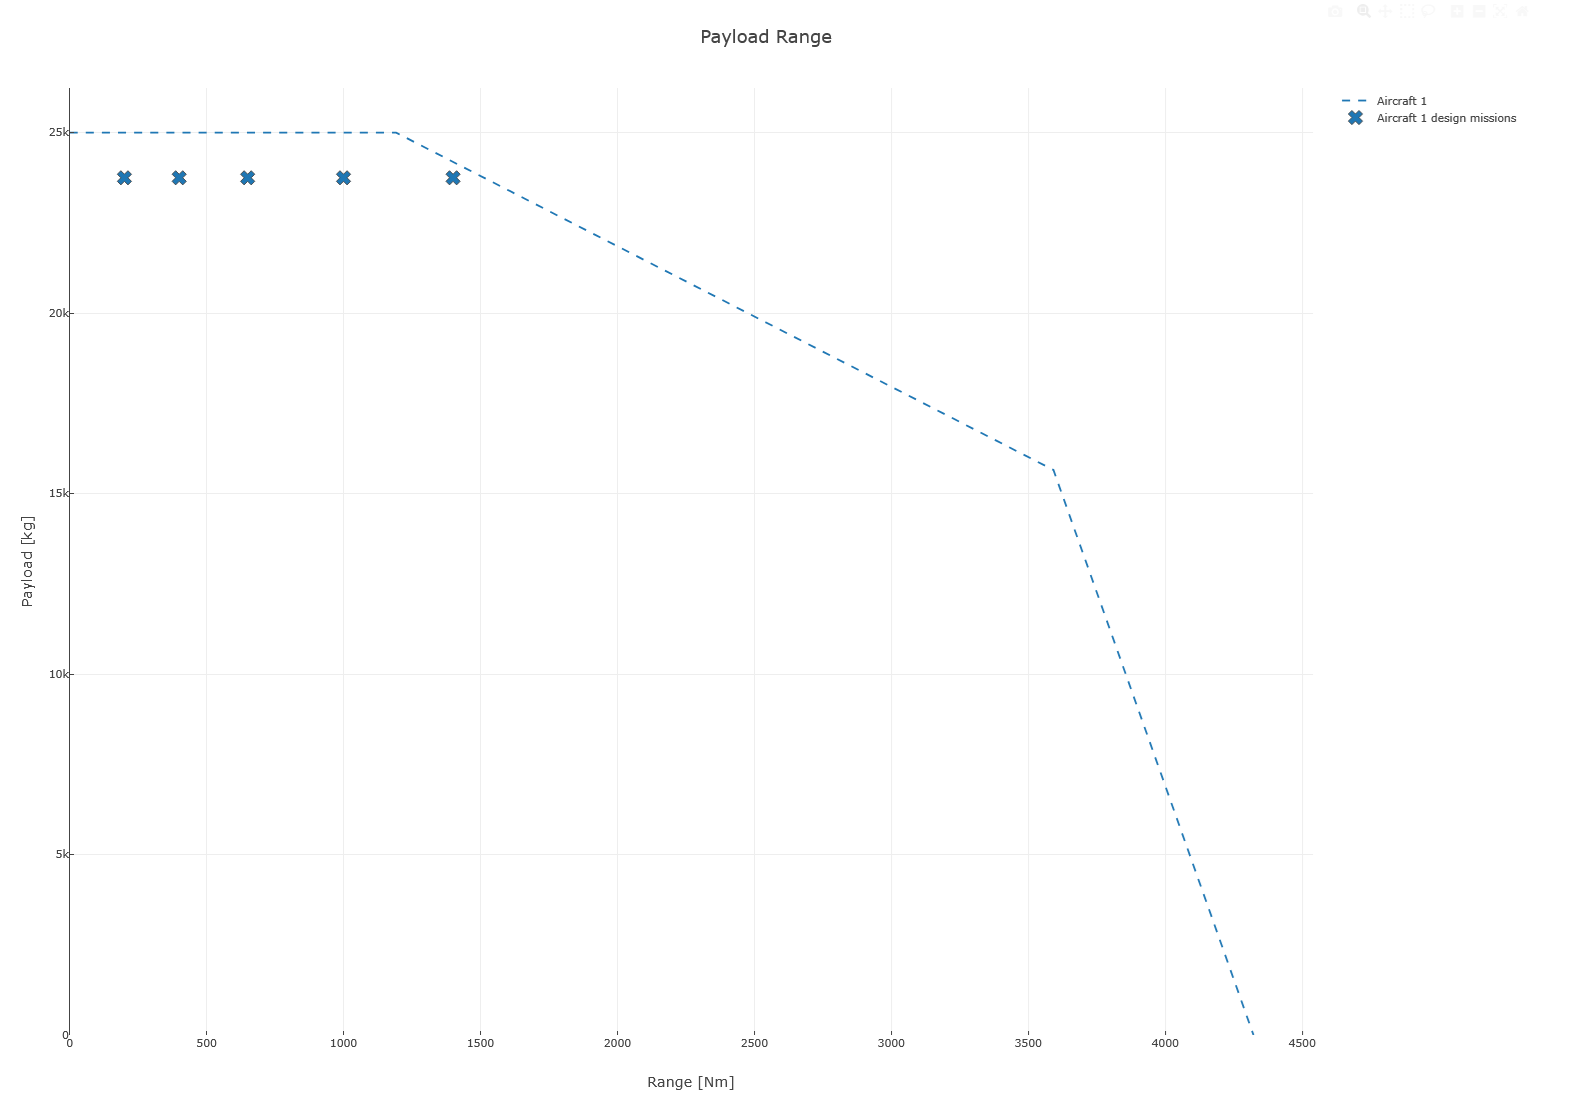 Payload Range
Aircraft 1
Aircraft 1 design missions
25k
20k
15k
10k
5k
0
Payload [kg]
0 500 1000 1500 2000 2500 3000 3500 4000 4500
Range [Nm]